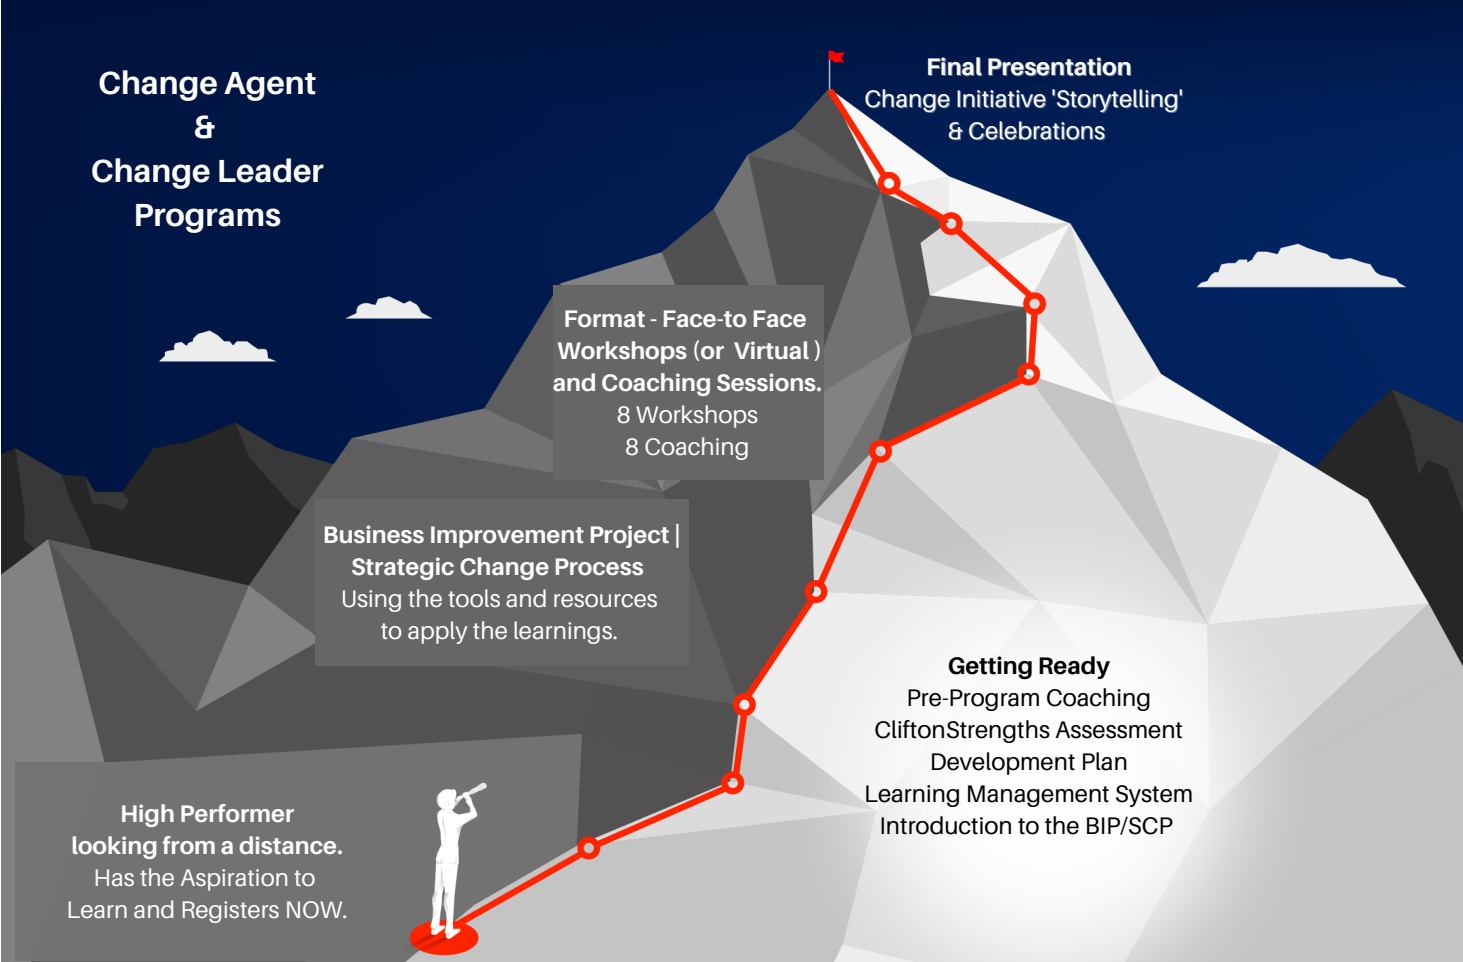 Change Agent
&
Change Leader
Programs
Final Presentation
Change Initiative 'Storytelling'
& Celebrations
Format - Face-to Face
Workshops (or Virtual )
and Coaching Sessions.
8 Workshops
8 Coaching
Business Improvement Project |
Strategic Change Process
Using the tools and resources
to apply the learnings.
Getting Ready
Pre-Program Coaching
CliftonStrengths Assessment
Development Plan
Learning Management System
Introduction to the BIP/SCP
High Performer
looking from a distance.
Has the Aspiration to
Learn and Registers NOW.